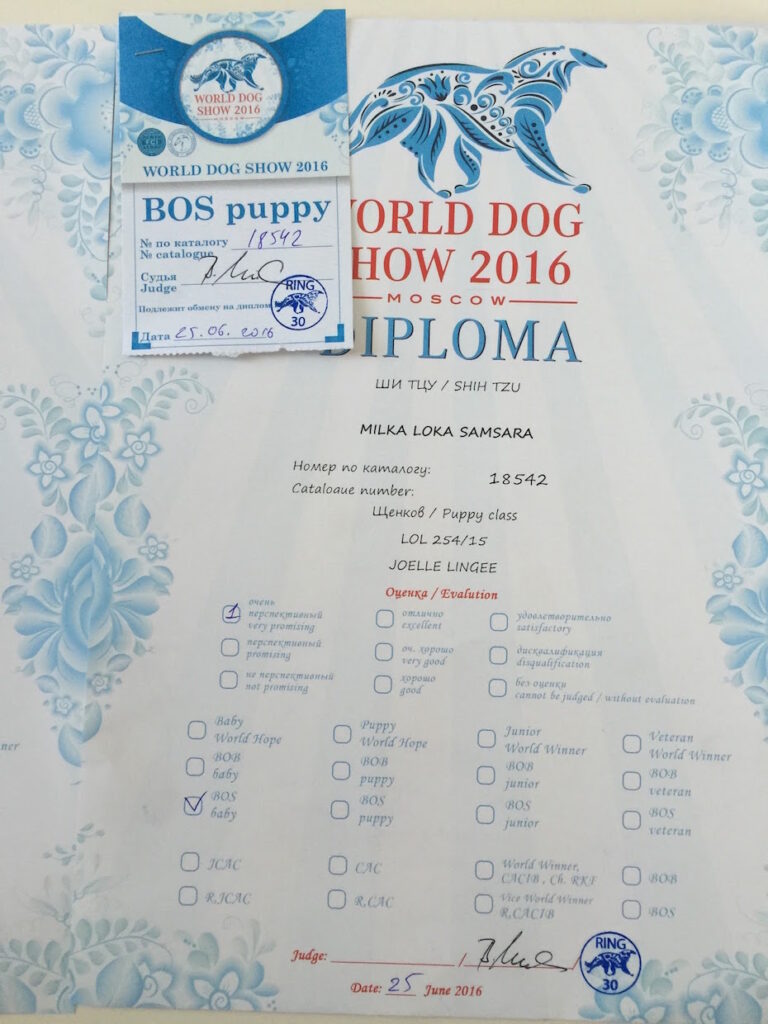 WORLD DOG
SHOW 2016
MOSCOW
FCI
WORLD DOG SHOW 2016
BOS puppy
№ по каталогу 18542
№ catalogue
Судья
Judge
RING
30
Подлежит обмену на диплом
Дата 25.06.2016
ORLD DOG
HOW 2016
MOSCOW
DIPLOMA
ШИ ТЦУ / SHIH TZU
MILKA LOKA SAMSARA
Номер по каталогу: 18542
Cataloque number:
Щенков / Puppy class
LOL 254/15
JOELLE LINGEE
Оценка / Evalution
1 очень
перспективный
very promising
отлично
excellent
удовлетворительно
satisfactory
перспективный
promising
оч. хорошо
very good
дисквалификация
disqualification
не перспективный
not promising
хорошо
good
без оценки
cannot be judged / without evaluation
Baby
World Hope
Puppy
World Hope
Junior
World Winner
Veteran
World Winner
BOB
baby
BOB
puppy
BOB
junior
BOB
veteran
BOS
baby
BOS
puppy
BOS
junior
BOS
veteran
JCAC
CAC
World Winner,
CACIB, Ch. RKF
BOB
R.JCAC
R.CAC
Vice World Winner
R.CACIB
BOS
Judge: / /
RING
30
Date: 25 June 2016
ner